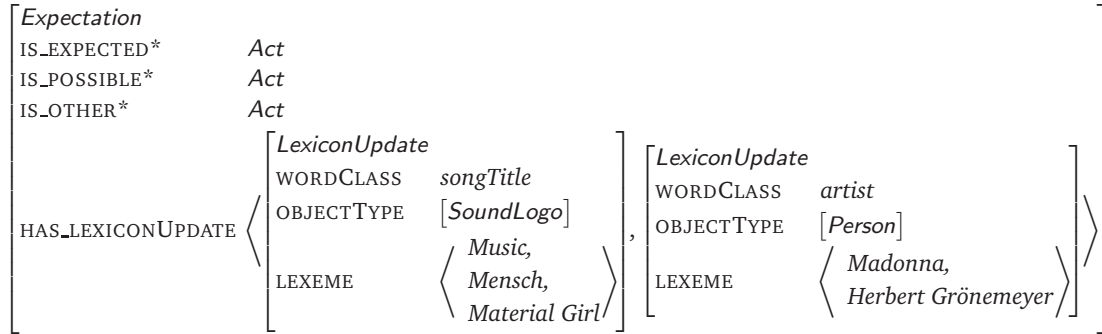 Expectation
IS_EXPECTED* Act
IS_POSSIBLE* Act
IS_OTHER* Act
HAS_LEXICONUPDATE ⟨ [LexiconUpdate
WORDCLASS songTitle
OBJECTTYPE [SoundLogo]
LEXEME ⟨ Music,
Mensch,
Material Girl ⟩ ] ,
[LexiconUpdate
WORDCLASS artist
OBJECTTYPE [Person]
LEXEME ⟨ Madonna,
Herbert Grönemeyer ⟩ ] ⟩